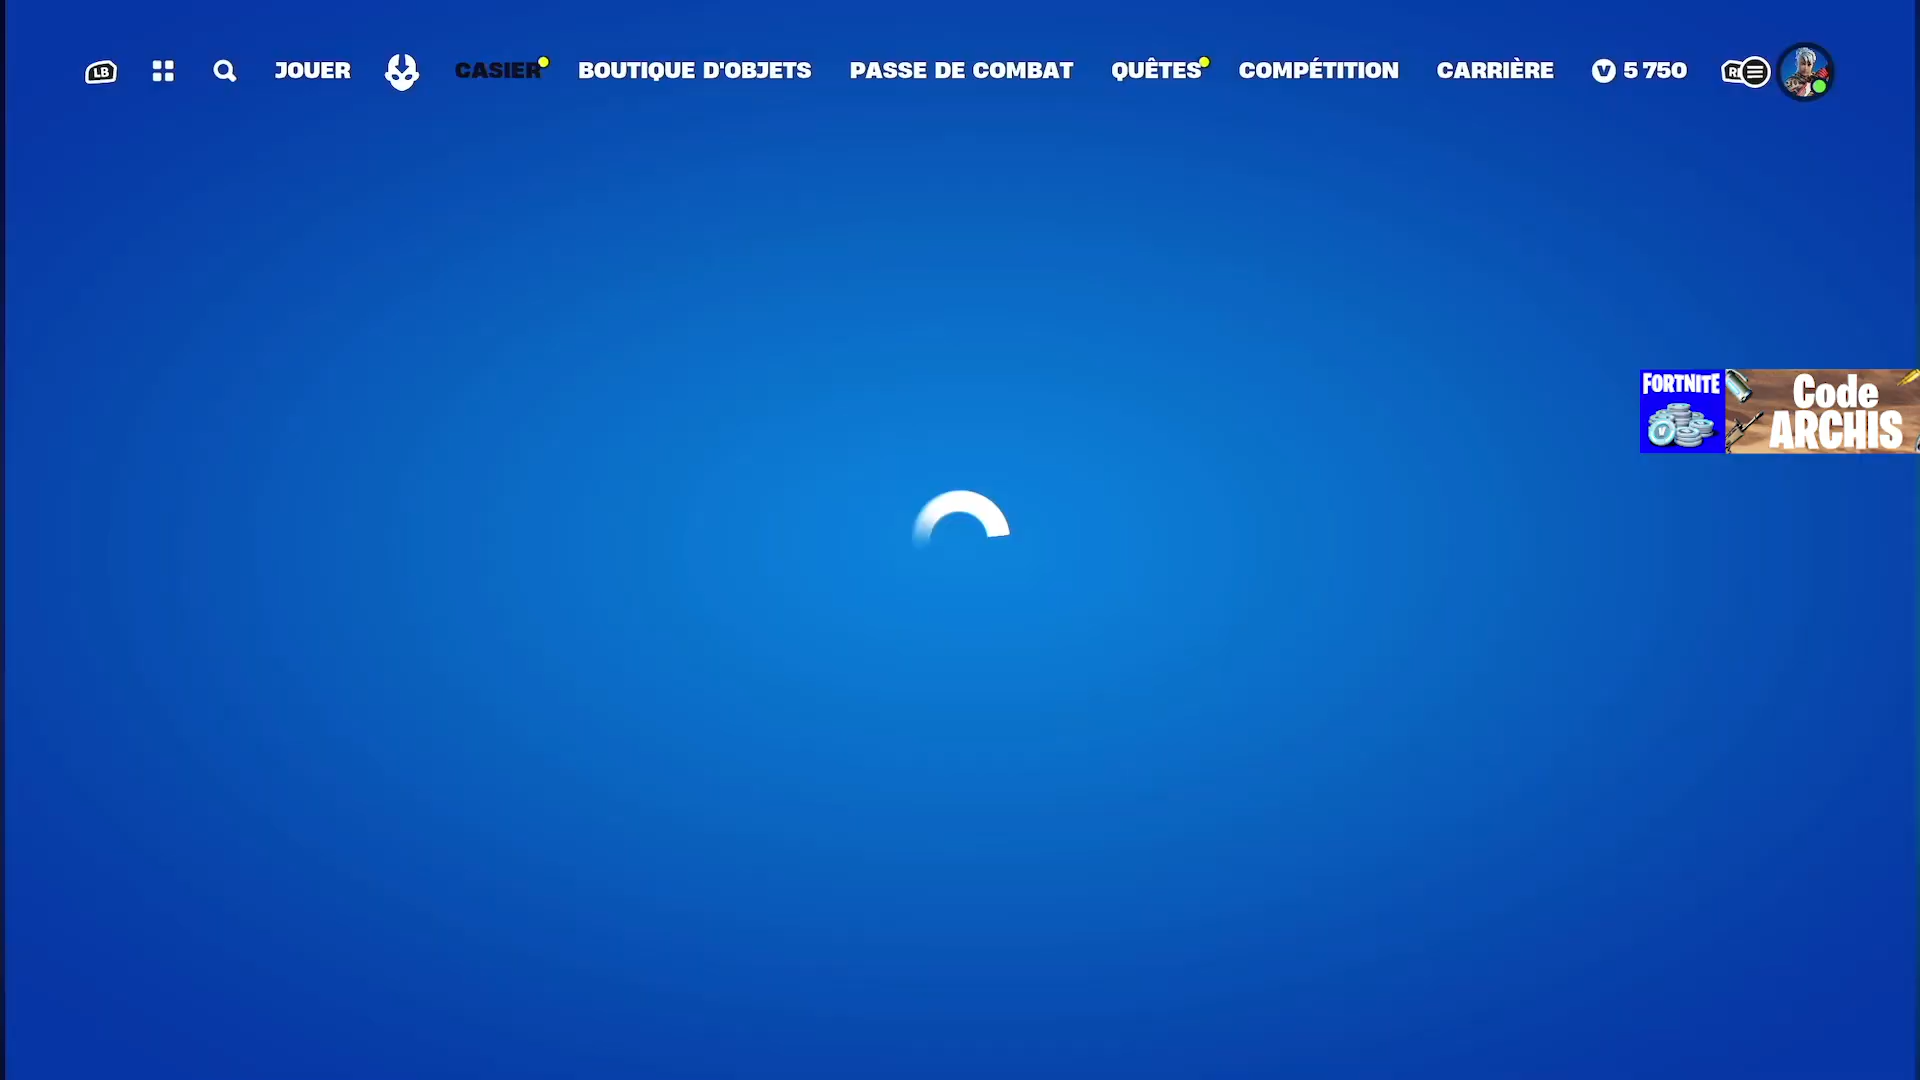 LB
JOUER
CASIER
BOUTIQUE D'OBJETS
PASSE DE COMBAT
QUÊTES
COMPÉTITION
CARRIÈRE
V 5 750
FORTNITE
V
Code
ARCHIS